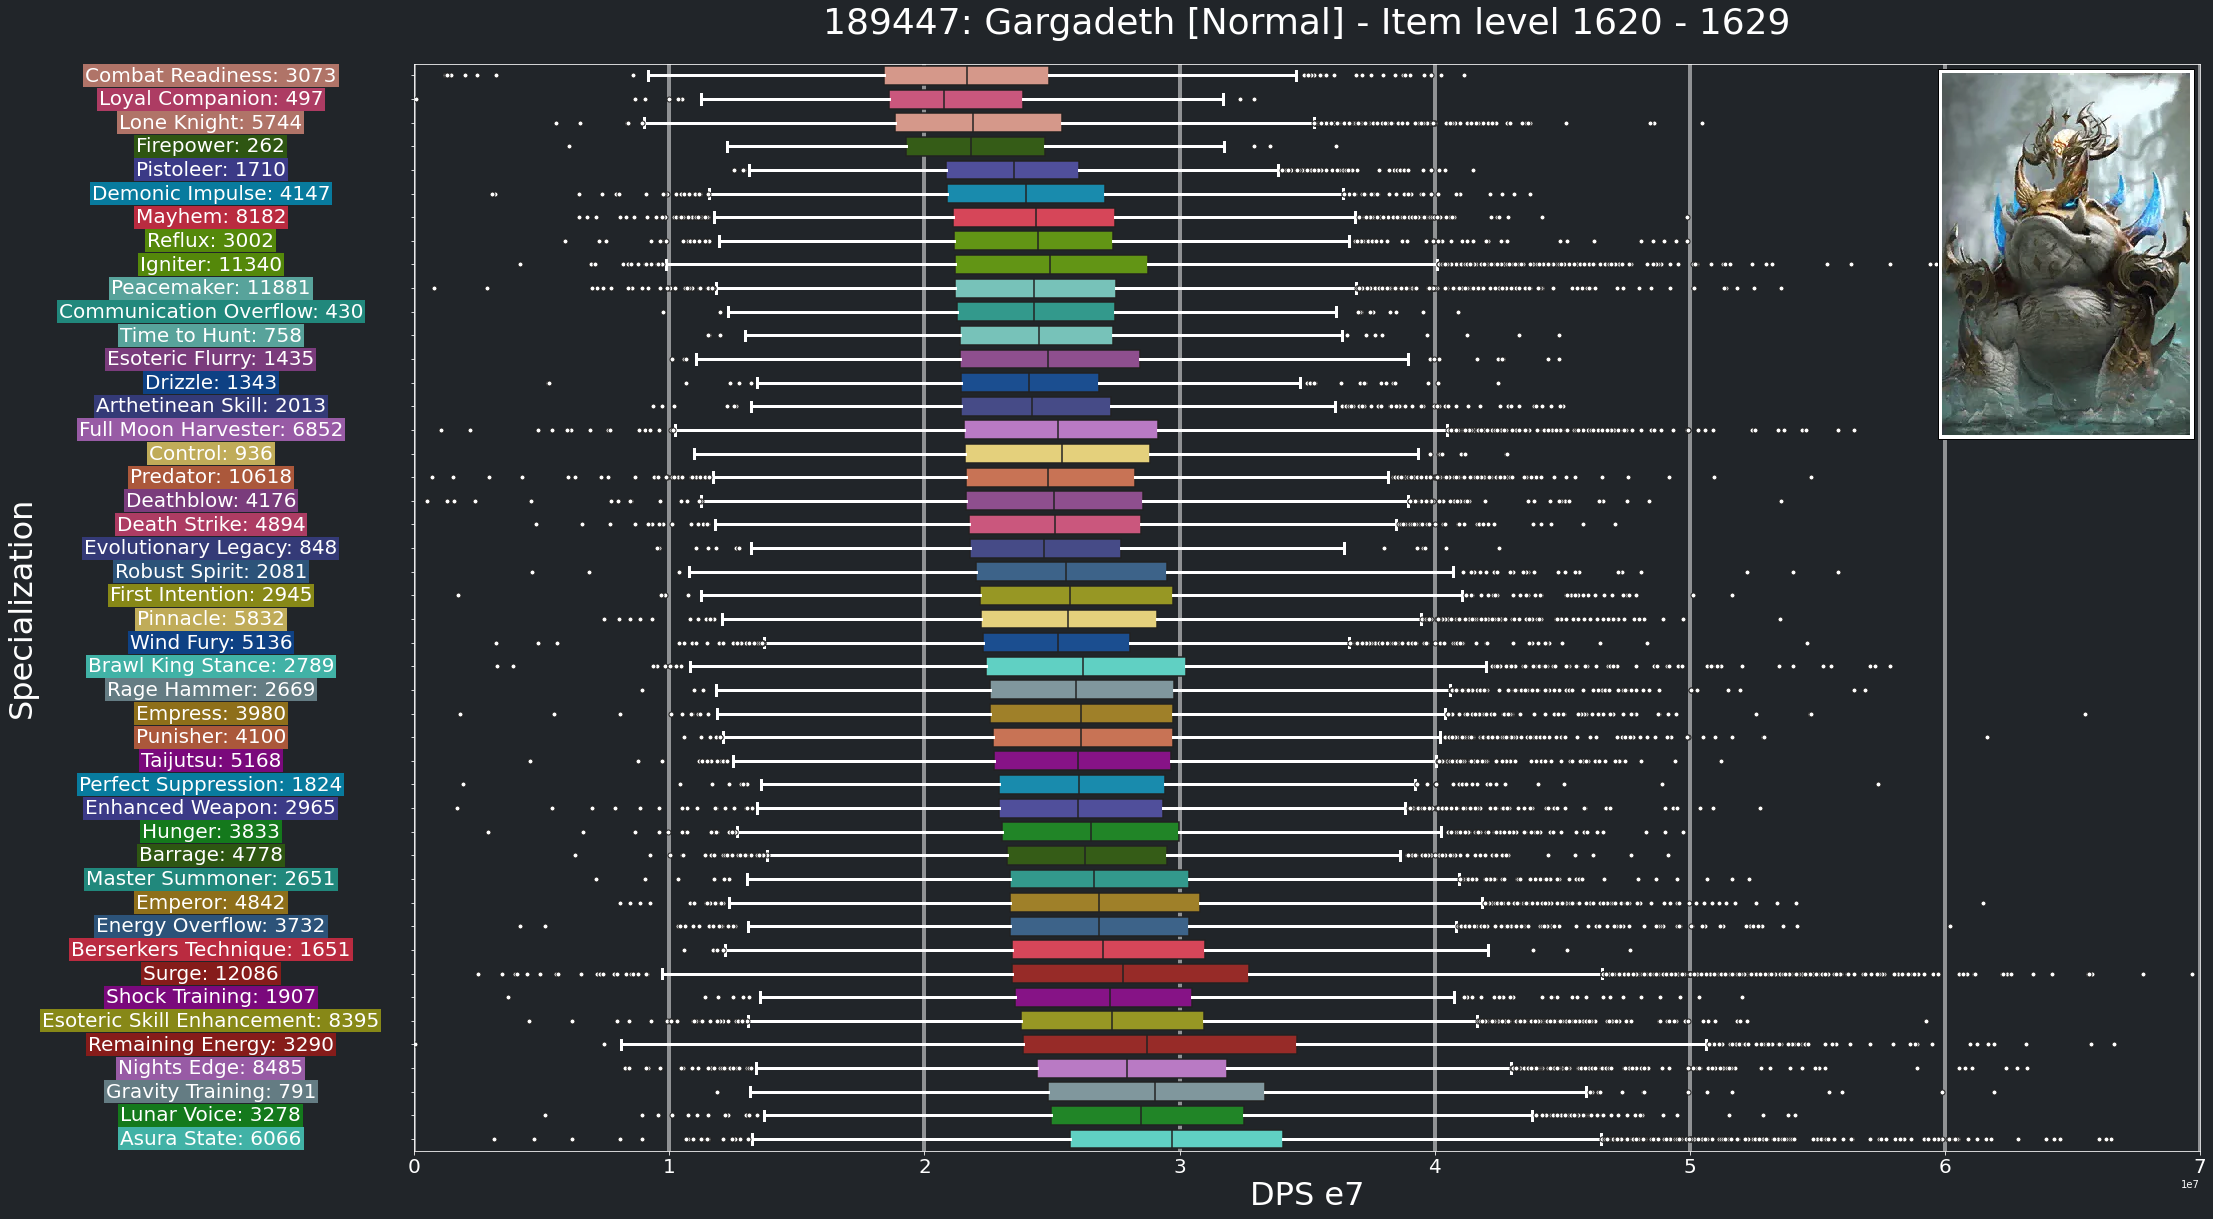 189447: Gargadeth [Normal] - Item level 1620 - 1629
Specialization
Combat Readiness: 3073
Loyal Companion: 497
Lone Knight: 5744
Firepower: 262
Pistoleer: 1710
Demonic Impulse: 4147
Mayhem: 8182
Reflux: 3002
Igniter: 11340
Peacemaker: 11881
Communication Overflow: 430
Time to Hunt: 758
Esoteric Flurry: 1435
Drizzle: 1343
Arthetinean Skill: 2013
Full Moon Harvester: 6852
Control: 936
Predator: 10618
Deathblow: 4176
Death Strike: 4894
Evolutionary Legacy: 848
Robust Spirit: 2081
First Intention: 2945
Pinnacle: 5832
Wind Fury: 5136
Brawl King Stance: 2789
Rage Hammer: 2669
Empress: 3980
Punisher: 4100
Taijutsu: 5168
Perfect Suppression: 1824
Enhanced Weapon: 2965
Hunger: 3833
Barrage: 4778
Master Summoner: 2651
Emperor: 4842
Energy Overflow: 3732
Berserkers Technique: 1651
Surge: 12086
Shock Training: 1907
Esoteric Skill Enhancement: 8395
Remaining Energy: 3290
Nights Edge: 8485
Gravity Training: 791
Lunar Voice: 3278
Asura State: 6066
0 1 2 3 4 5 6 7
DPS e7
1e7